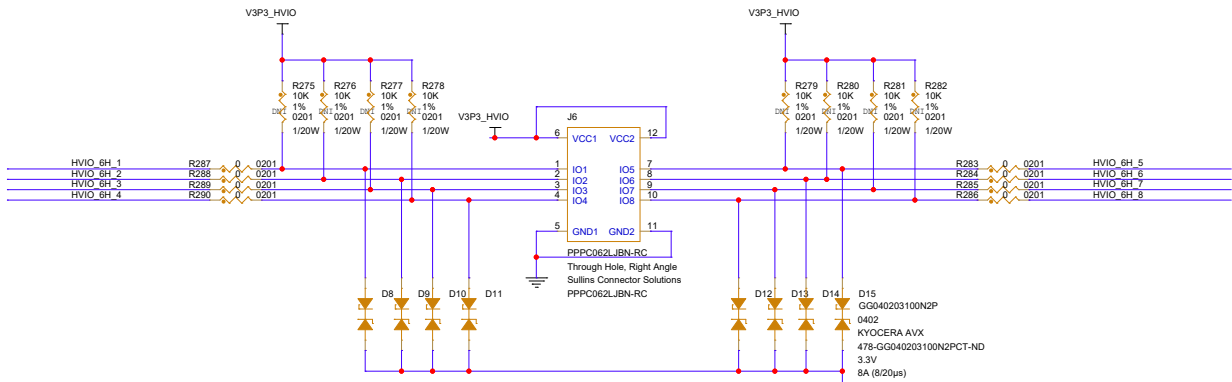 V3P3_HVIO
V3P3_HVIO
R275
10K
1%
0201
1/20W
DNI
R276
10K
1%
0201
1/20W
DNI
R277
10K
1%
0201
1/20W
DNI
R278
10K
1%
0201
1/20W
DNI
R279
10K
1%
0201
1/20W
DNI
R280
10K
1%
0201
1/20W
DNI
R281
10K
1%
0201
1/20W
DNI
R282
10K
1%
0201
1/20W
DNI
V3P3_HVIO
J6
6 VCC1 VCC2 12
1 IO1 IO5 7
2 IO2 IO6 8
3 IO3 IO7 9
4 IO4 IO8 10
5 GND1 GND2 11
PPPC062LJBN-RC
Through Hole, Right Angle
Sullins Connector Solutions
PPPC062LJBN-RC
HVIO_6H_1 R287 0 0201
HVIO_6H_2 R288 0 0201
HVIO_6H_3 R289 0 0201
HVIO_6H_4 R290 0 0201
R283 0 0201 HVIO_6H_5
R284 0 0201 HVIO_6H_6
R285 0 0201 HVIO_6H_7
R286 0 0201 HVIO_6H_8
D8 D9 D10 D11
D12 D13 D14 D15
GG040203100N2P
0402
KYOCERA AVX
478-GG040203100N2PCT-ND
3.3V
8A (8/20µs)